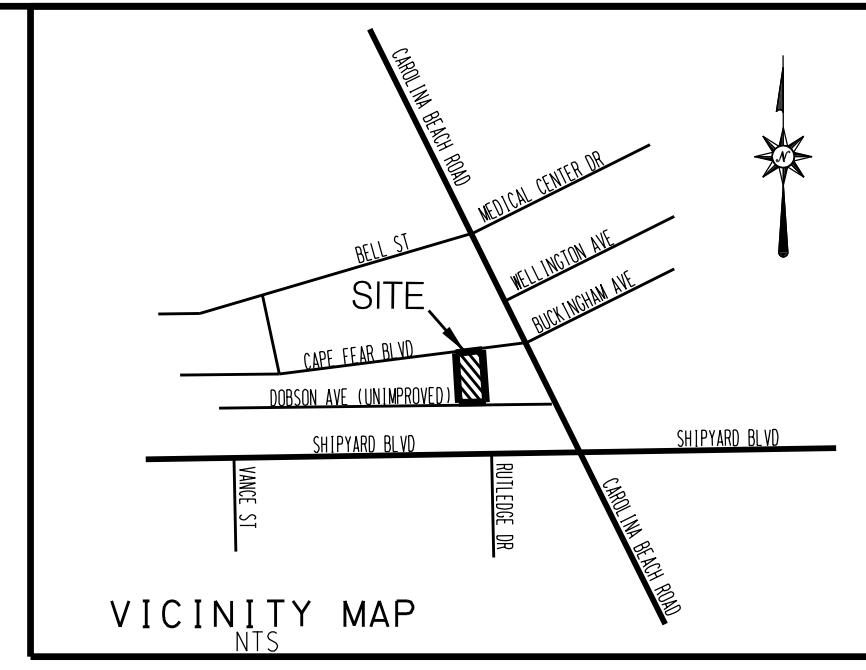 CAROLINA BEACH ROAD
MEDICAL CENTER DR
N
BELL ST
WELLINGTON AVE
SITE
BUCKINGHAM AVE
CAPE FEAR BLVD
DOBSON AVE (UNIMPROVED)
SHIPYARD BLVD
SHIPYARD BLVD
VANCE ST
RUTLEDGE DR
CAROLINA BEACH ROAD
VICINITY MAP
NTS